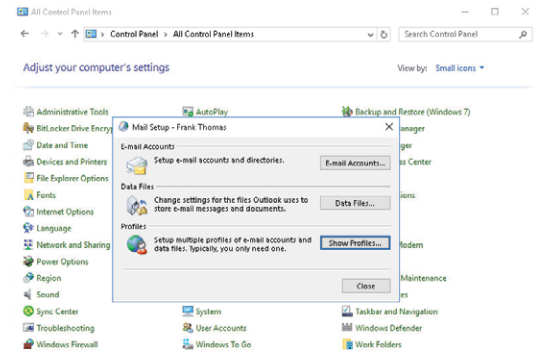 All Control Panel Items
Control Panel > All Control Panel Items
Search Control Panel
Adjust your computer's settings
View by: Small icons
Administrative Tools
AutoPlay
Backup and Restore (Windows 7)
BitLocker Drive Encryp
anager
Date and Time
ger
Devices and Printers
ss Center
File Explorer Options
Fonts
ions
Internet Options
Language
Network and Sharing
Modem
Power Options
Region
Maintenance
Sound
es
Sync Center
System
Taskbar and Navigation
Troubleshooting
User Accounts
Windows Defender
Windows Firewall
Windows To Go
Work Folders
Mail Setup - Frank Thomas
E-mail Accounts
Setup e-mail accounts and directories.
E-mail Accounts...
Data Files
Change settings for the files Outlook uses to
store e-mail messages and documents.
Data Files...
Profiles
Setup multiple profiles of e-mail accounts and
data files. Typically, you only need one.
Show Profiles...
Close